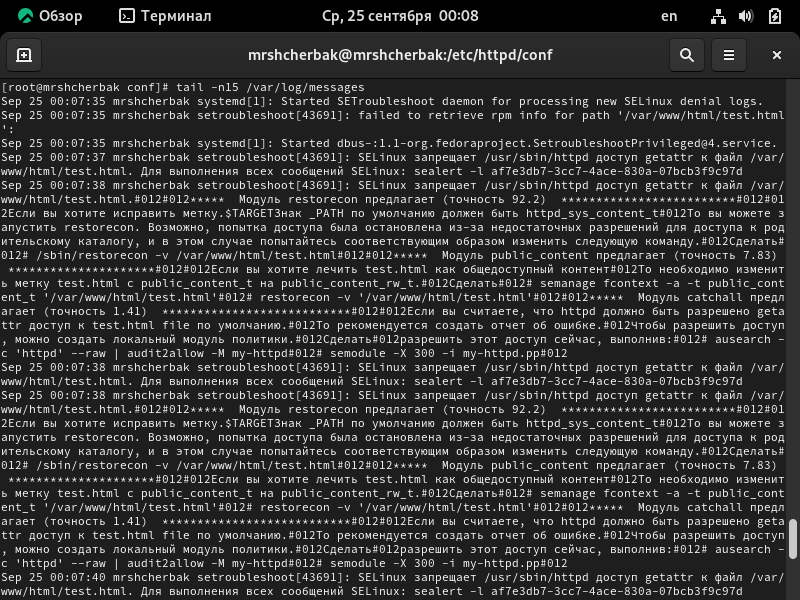 Обзор Терминал Ср, 25 сентября 00:08 en
mrshcherbak@mrshcherbak:/etc/httpd/conf
[root@mrshcherbak conf]# tail -n15 /var/log/messages
Sep 25 00:07:35 mrshcherbak systemd[1]: Started SETroubleshoot daemon for processing new SELinux denial logs.
Sep 25 00:07:35 mrshcherbak setroubleshoot[43691]: failed to retrieve rpm info for path '/var/www/html/test.html
':
Sep 25 00:07:35 mrshcherbak systemd[1]: Started dbus-:1.1-org.fedoraproject.SetroubleshootPrivileged@4.service.
Sep 25 00:07:37 mrshcherbak setroubleshoot[43691]: SELinux запрещает /usr/sbin/httpd доступ getattr к файл /var/
www/html/test.html. Для выполнения всех сообщений SELinux: sealert -l af7e3db7-3cc7-4ace-830a-07bcb3f9c97d
Sep 25 00:07:38 mrshcherbak setroubleshoot[43691]: SELinux запрещает /usr/sbin/httpd доступ getattr к файл /var/
www/html/test.html.#012#012*****  Модуль restorecon предлагает (точность 92.2)  *************************#012#01
2Если вы хотите исправить метку.$TARGETЗнак _PATH по умолчанию должен быть httpd_sys_content_t#012То вы можете з
апустить restorecon. Возможно, попытка доступа была остановлена из-за недостаточных разрешений для доступа к род
ительскому каталогу, и в этом случае попытайтесь соответствующим образом изменить следующую команду.#012Сделать#
012# /sbin/restorecon -v /var/www/html/test.html#012#012*****  Модуль public_content предлагает (точность 7.83)
 *********************#012#012Если вы хотите лечить test.html как общедоступный контент#012То необходимо изменит
ь метку test.html с public_content_t на public_content_rw_t.#012Сделать#012# semanage fcontext -a -t public_cont
ent_t '/var/www/html/test.html'#012# restorecon -v '/var/www/html/test.html'#012#012*****  Модуль catchall предл
агает (точность 1.41)  ***************************#012#012Если вы считаете, что httpd должно быть разрешено geta
ttr доступ к test.html file по умолчанию.#012То рекомендуется создать отчет об ошибке.#012Чтобы разрешить доступ
, можно создать локальный модуль политики.#012Сделать#012разрешить этот доступ сейчас, выполнив:#012# ausearch -
c 'httpd' --raw | audit2allow -M my-httpd#012# semodule -X 300 -i my-httpd.pp#012
Sep 25 00:07:38 mrshcherbak setroubleshoot[43691]: SELinux запрещает /usr/sbin/httpd доступ getattr к файл /var/
www/html/test.html. Для выполнения всех сообщений SELinux: sealert -l af7e3db7-3cc7-4ace-830a-07bcb3f9c97d
Sep 25 00:07:38 mrshcherbak setroubleshoot[43691]: SELinux запрещает /usr/sbin/httpd доступ getattr к файл /var/
www/html/test.html.#012#012*****  Модуль restorecon предлагает (точность 92.2)  *************************#012#01
2Если вы хотите исправить метку.$TARGETЗнак _PATH по умолчанию должен быть httpd_sys_content_t#012То вы можете з
апустить restorecon. Возможно, попытка доступа была остановлена из-за недостаточных разрешений для доступа к род
ительскому каталогу, и в этом случае попытайтесь соответствующим образом изменить следующую команду.#012Сделать#
012# /sbin/restorecon -v /var/www/html/test.html#012#012*****  Модуль public_content предлагает (точность 7.83)
 *********************#012#012Если вы хотите лечить test.html как общедоступный контент#012То необходимо изменит
ь метку test.html с public_content_t на public_content_rw_t.#012Сделать#012# semanage fcontext -a -t public_cont
ent_t '/var/www/html/test.html'#012# restorecon -v '/var/www/html/test.html'#012#012*****  Модуль catchall предл
агает (точность 1.41)  ***************************#012#012Если вы считаете, что httpd должно быть разрешено geta
ttr доступ к test.html file по умолчанию.#012То рекомендуется создать отчет об ошибке.#012Чтобы разрешить доступ
, можно создать локальный модуль политики.#012Сделать#012разрешить этот доступ сейчас, выполнив:#012# ausearch -
c 'httpd' --raw | audit2allow -M my-httpd#012# semodule -X 300 -i my-httpd.pp#012
Sep 25 00:07:40 mrshcherbak setroubleshoot[43691]: SELinux запрещает /usr/sbin/httpd доступ getattr к файл /var/
www/html/test.html. Для выполнения всех сообщений SELinux: sealert -l af7e3db7-3cc7-4ace-830a-07bcb3f9c97d